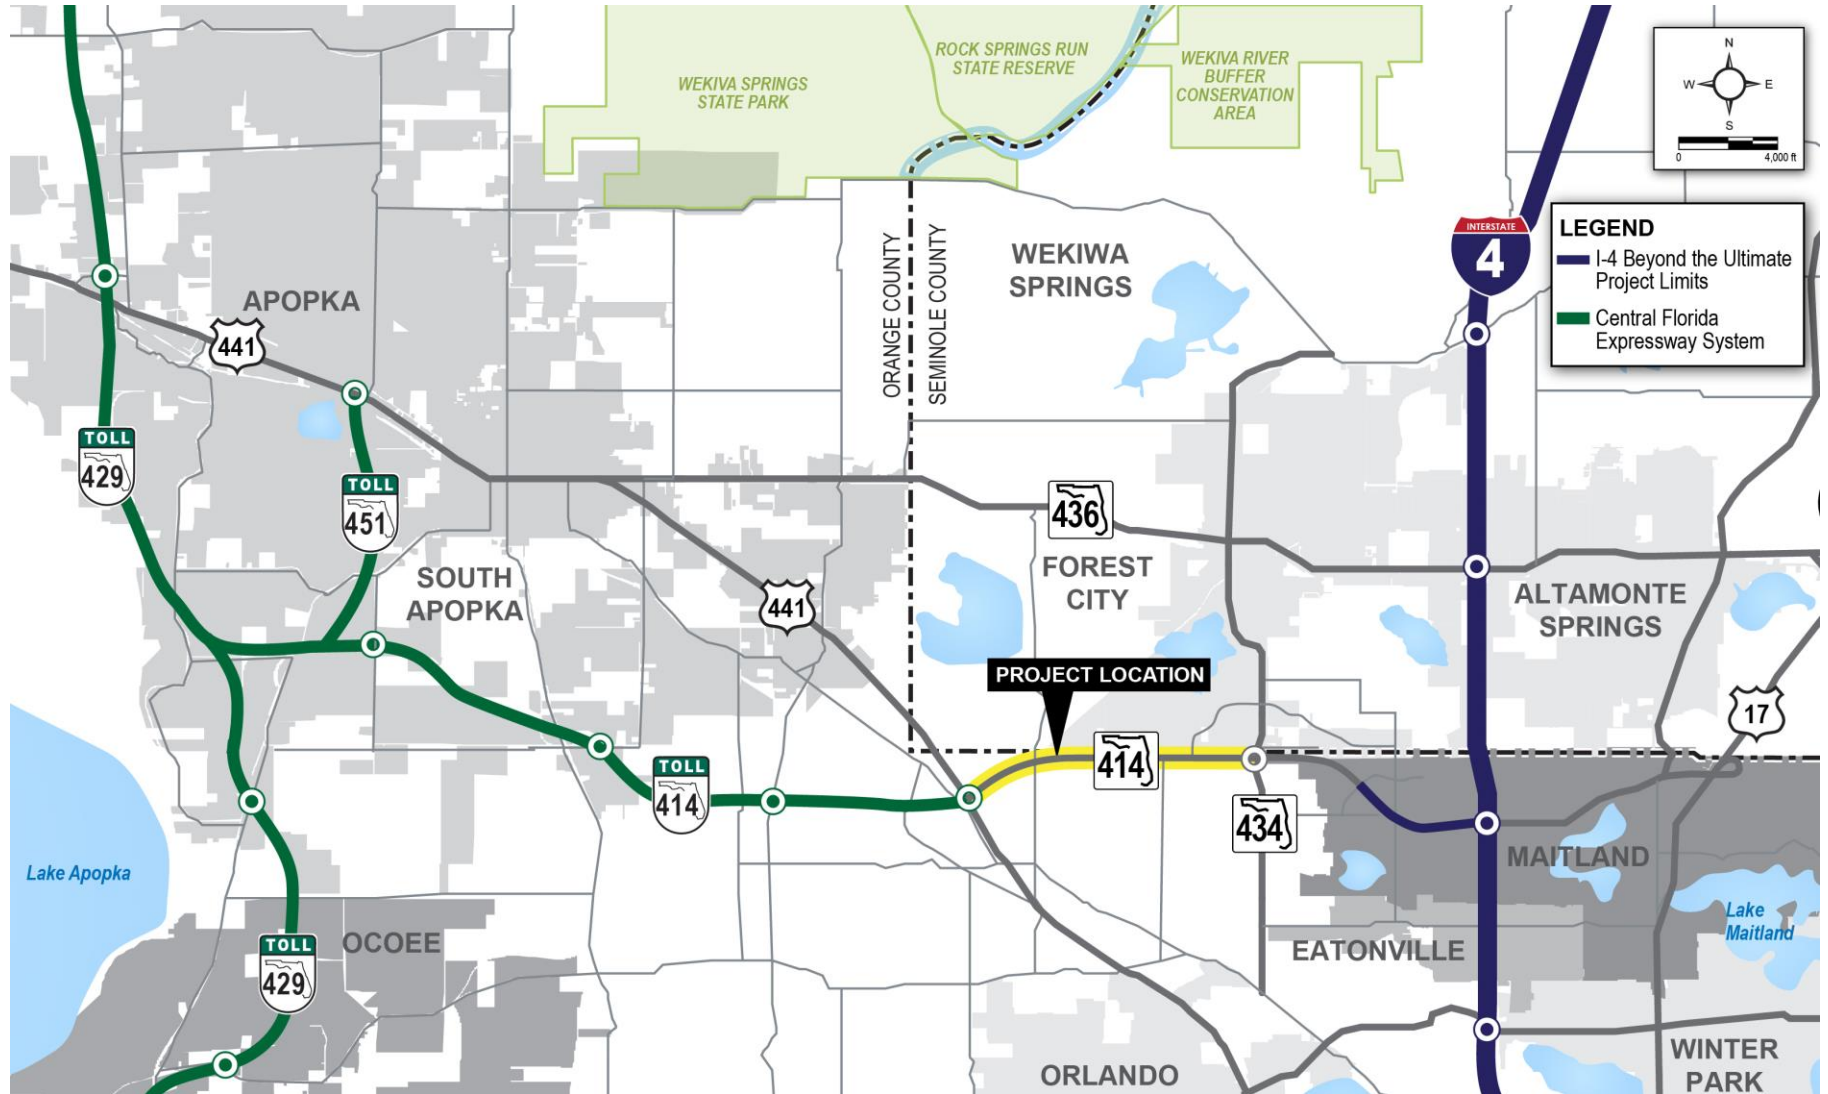 ROCK SPRINGS RUN
STATE RESERVE
WEKIVA RIVER
BUFFER
CONSERVATION
AREA
WEKIVA SPRINGS
STATE PARK
N
W
E
S
0
4,000 ft
INTERSTATE
4
LEGEND
I-4 Beyond the Ultimate
Project Limits
Central Florida
Expressway System
ORANGE COUNTY
SEMINOLE COUNTY
WEKIWA
SPRINGS
APOPKA
441
TOLL
429
TOLL
451
436
SOUTH
APOPKA
441
FOREST
CITY
ALTAMONTE
SPRINGS
PROJECT LOCATION
17
TOLL
414
414
434
MAITLAND
Lake Apopka
Lake
Maitland
OCOEE
EATONVILLE
TOLL
429
ORLANDO
WINTER
PARK